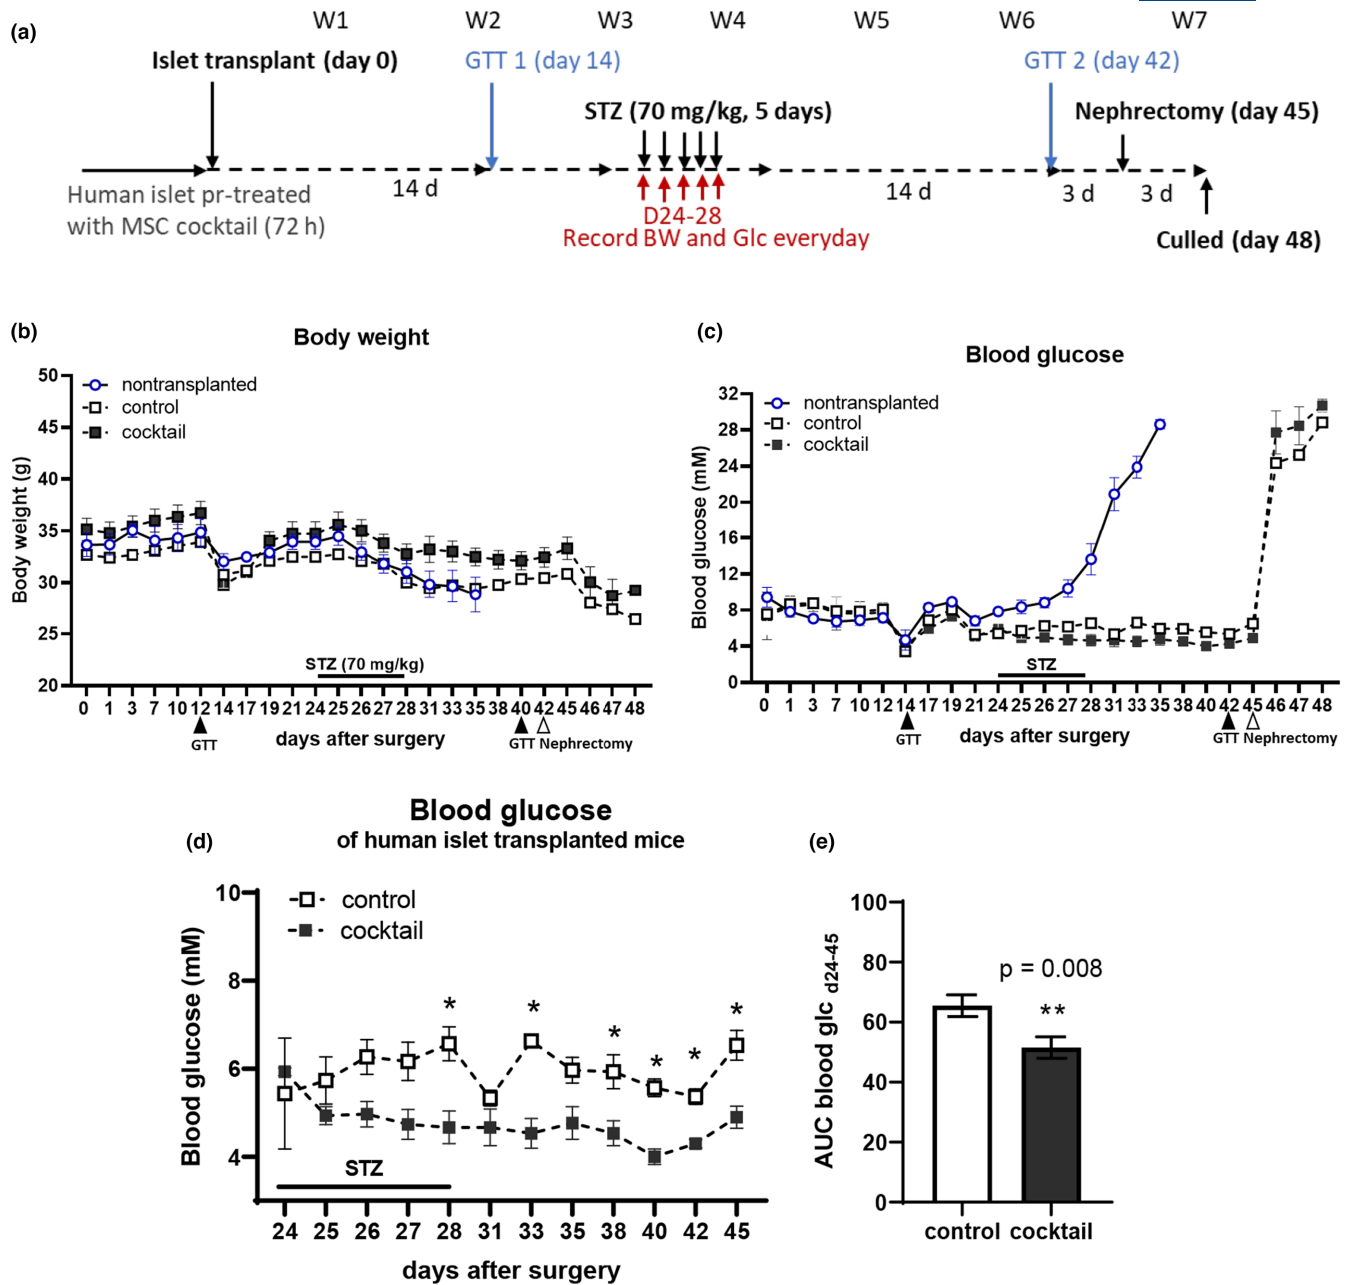 (a)
W1 W2 W3 W4 W5 W6 W7
Islet transplant (day 0)
GTT 1 (day 14)
GTT 2 (day 42)
STZ (70 mg/kg, 5 days)
Nephrectomy (day 45)
Human islet pr-treated
with MSC cocktail (72 h)
14 d
14 d
3 d
3 d
D24-28
Record BW and Glc everyday
Culled (day 48)
(b)
Body weight
50
45
40
35
30
25
20
Body weight (g)
nontransplanted
control
cocktail
STZ (70 mg/kg)
0 1 3 7 10 12 14 17 19 21 24 25 26 27 28 31 33 35 38 40 42 45 46 47 48
GTT
days after surgery
GTT Nephrectomy
(c)
Blood glucose
32
28
24
20
16
12
8
4
0
Blood glucose (mM)
nontransplanted
control
cocktail
STZ
0 1 3 7 10 12 14 17 19 21 24 25 26 27 28 31 33 35 38 40 42 45 46 47 48
GTT
days after surgery
GTT Nephrectomy
(d)
Blood glucose
of human islet transplanted mice
10
8
6
4
Blood glucose (mM)
control
cocktail
* * * * * *
STZ
24 25 26 27 28 31 33 35 38 40 42 45
days after surgery
(e)
100
80
60
40
20
0
AUC blood glc d24-45
p = 0.008
**
control cocktail